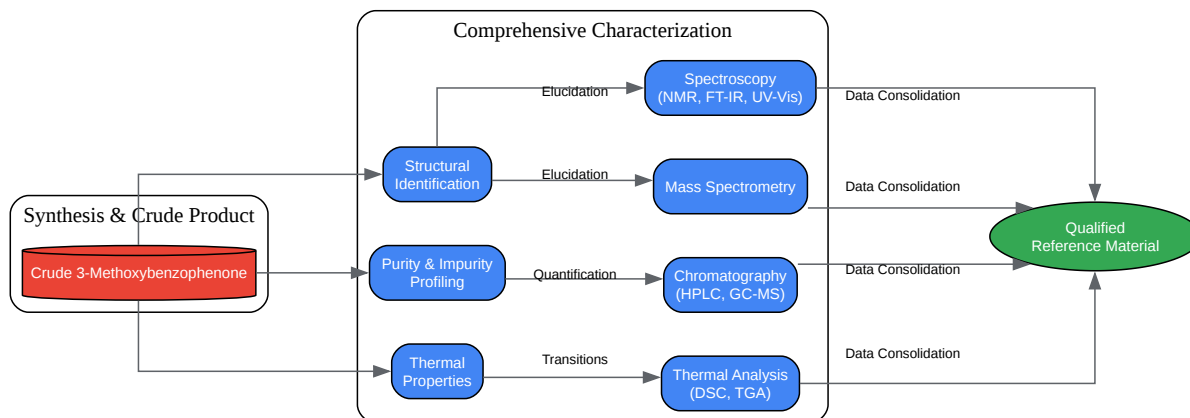 Comprehensive Characterization
Spectroscopy
(NMR, FT-IR, UV-Vis)
Elucidation
Data Consolidation
Structural
Identification
Elucidation
Mass Spectrometry
Data Consolidation
Synthesis & Crude Product
Crude 3-Methoxybenzophenone
Qualified
Reference Material
Purity & Impurity
Profiling
Quantification
Chromatography
(HPLC, GC-MS)
Data Consolidation
Thermal
Properties
Transitions
Thermal Analysis
(DSC, TGA)
Data Consolidation